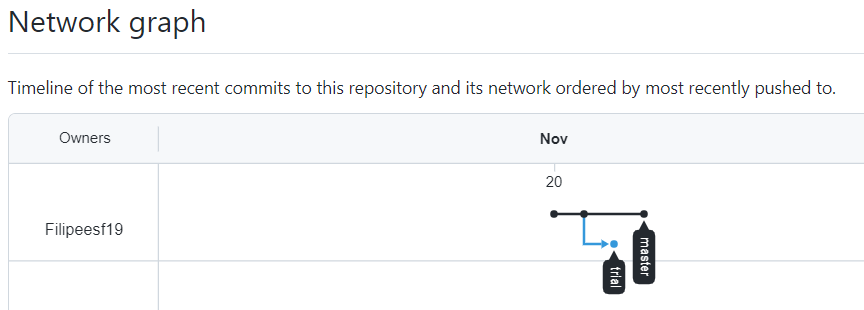 Network graph
Timeline of the most recent commits to this repository and its network ordered by most recently pushed to.
Owners
Nov
20
Filipeesf19
master
trial